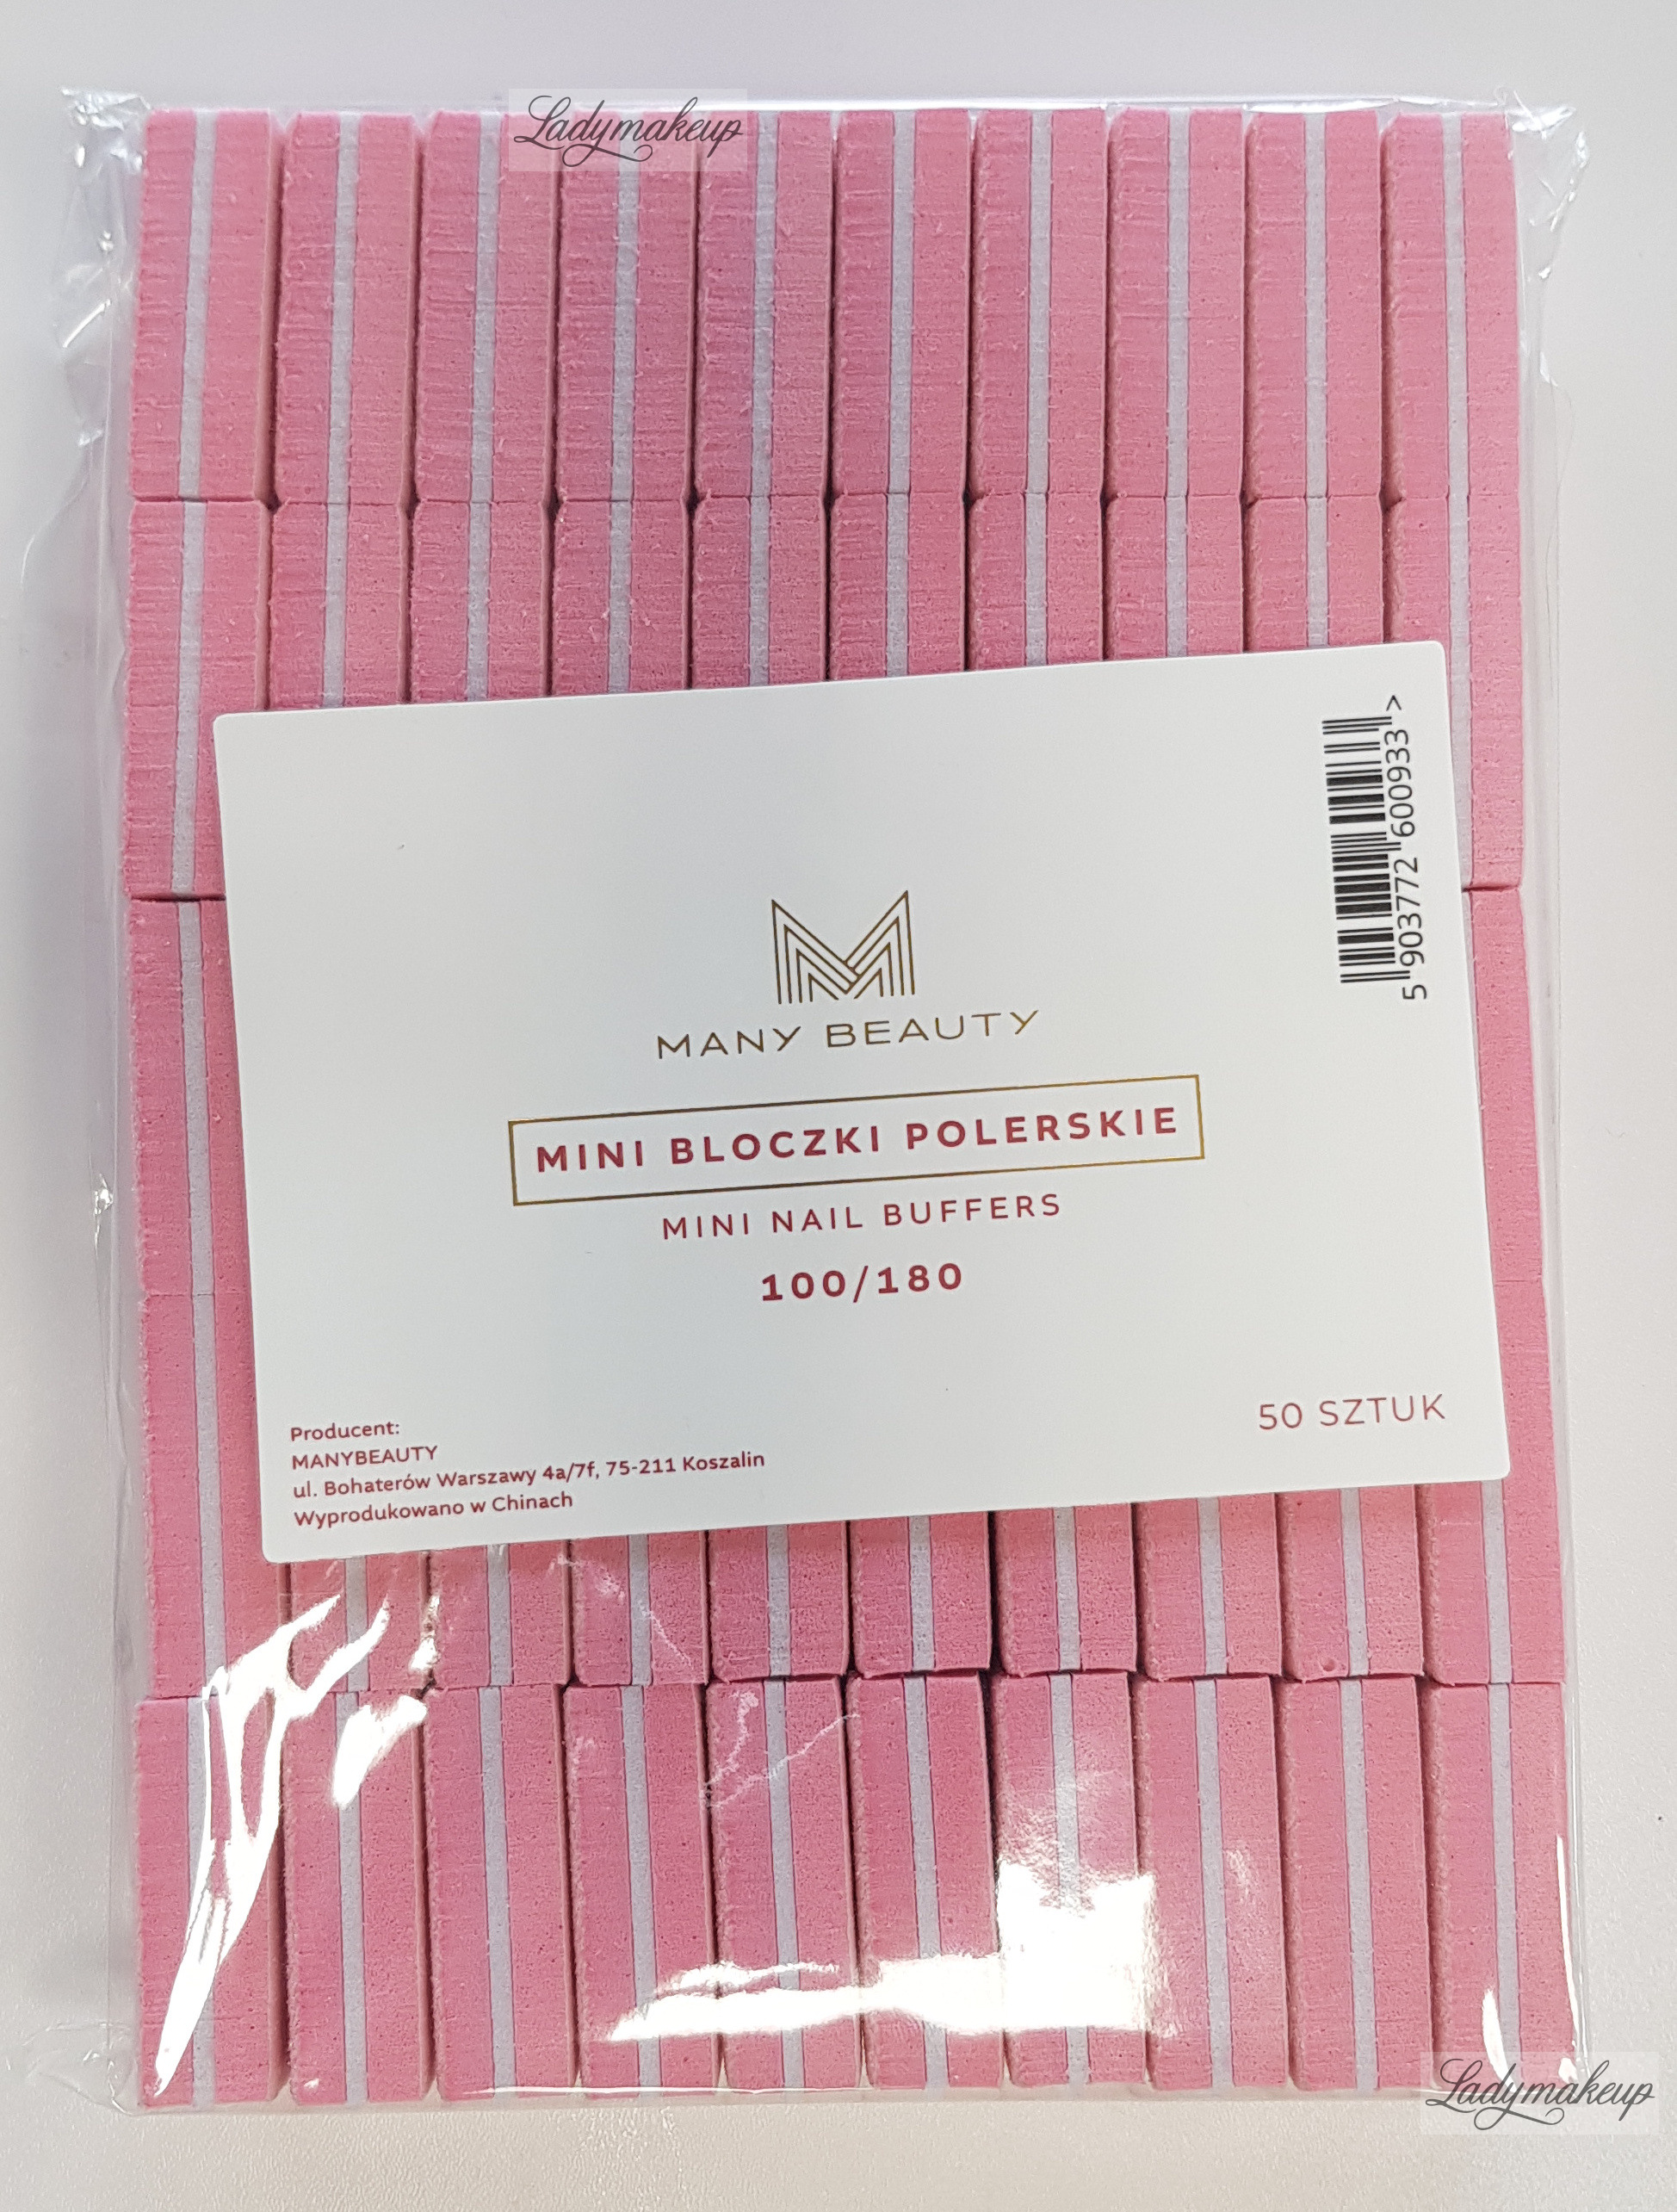 Ladymakeup
5 903772 600933 >
MANY BEAUTY
MINI BLOCZKI POLERSKIE
MINI NAIL BUFFERS
100/180
50 SZTUK
Producent:
MANYBEAUTY
ul. Bohaterów Warszawy 4a/7f, 75-211 Koszalin
Wyprodukowano w Chinach
Ladymakeup